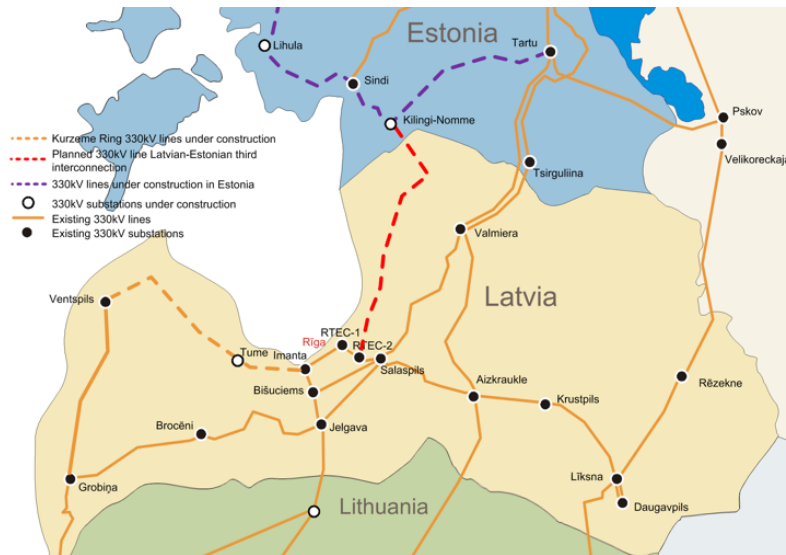 Estonia
Lihula
Tartu
Sindi
Kilingi-Nomme
Pskov
Velikoreckaja
Tsirguliina
Kurzeme Ring 330kV lines under construction
Planned 330kV line Latvian-Estonian third
interconnection
330kV lines under construction in Estonia
330kV substations under construction
Existing 330kV lines
Existing 330kV substations
Valmiera
Latvia
Ventspils
Tume
Imanta
Rīga
RTEC-1
RTEC-2
Salaspils
Bišuciems
Aizkraukle
Krustpils
Rēzekne
Brocēni
Jelgava
Grobiņa
Līksna
Daugavpils
Lithuania